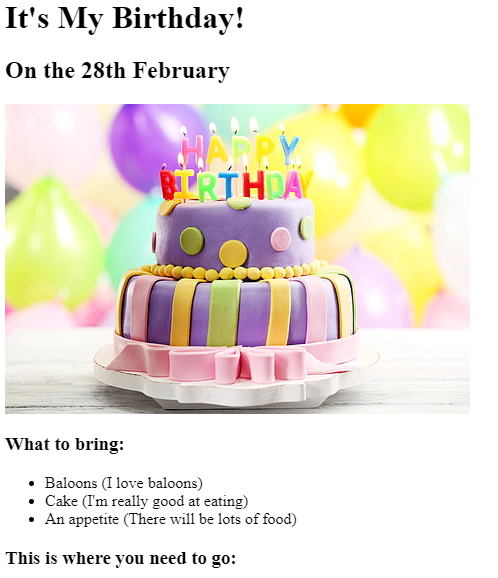 It's My Birthday!
On the 28th February
HAPPY
BIRTHDAY
What to bring:
Baloons (I love baloons)
Cake (I'm really good at eating)
An appetite (There will be lots of food)
This is where you need to go: